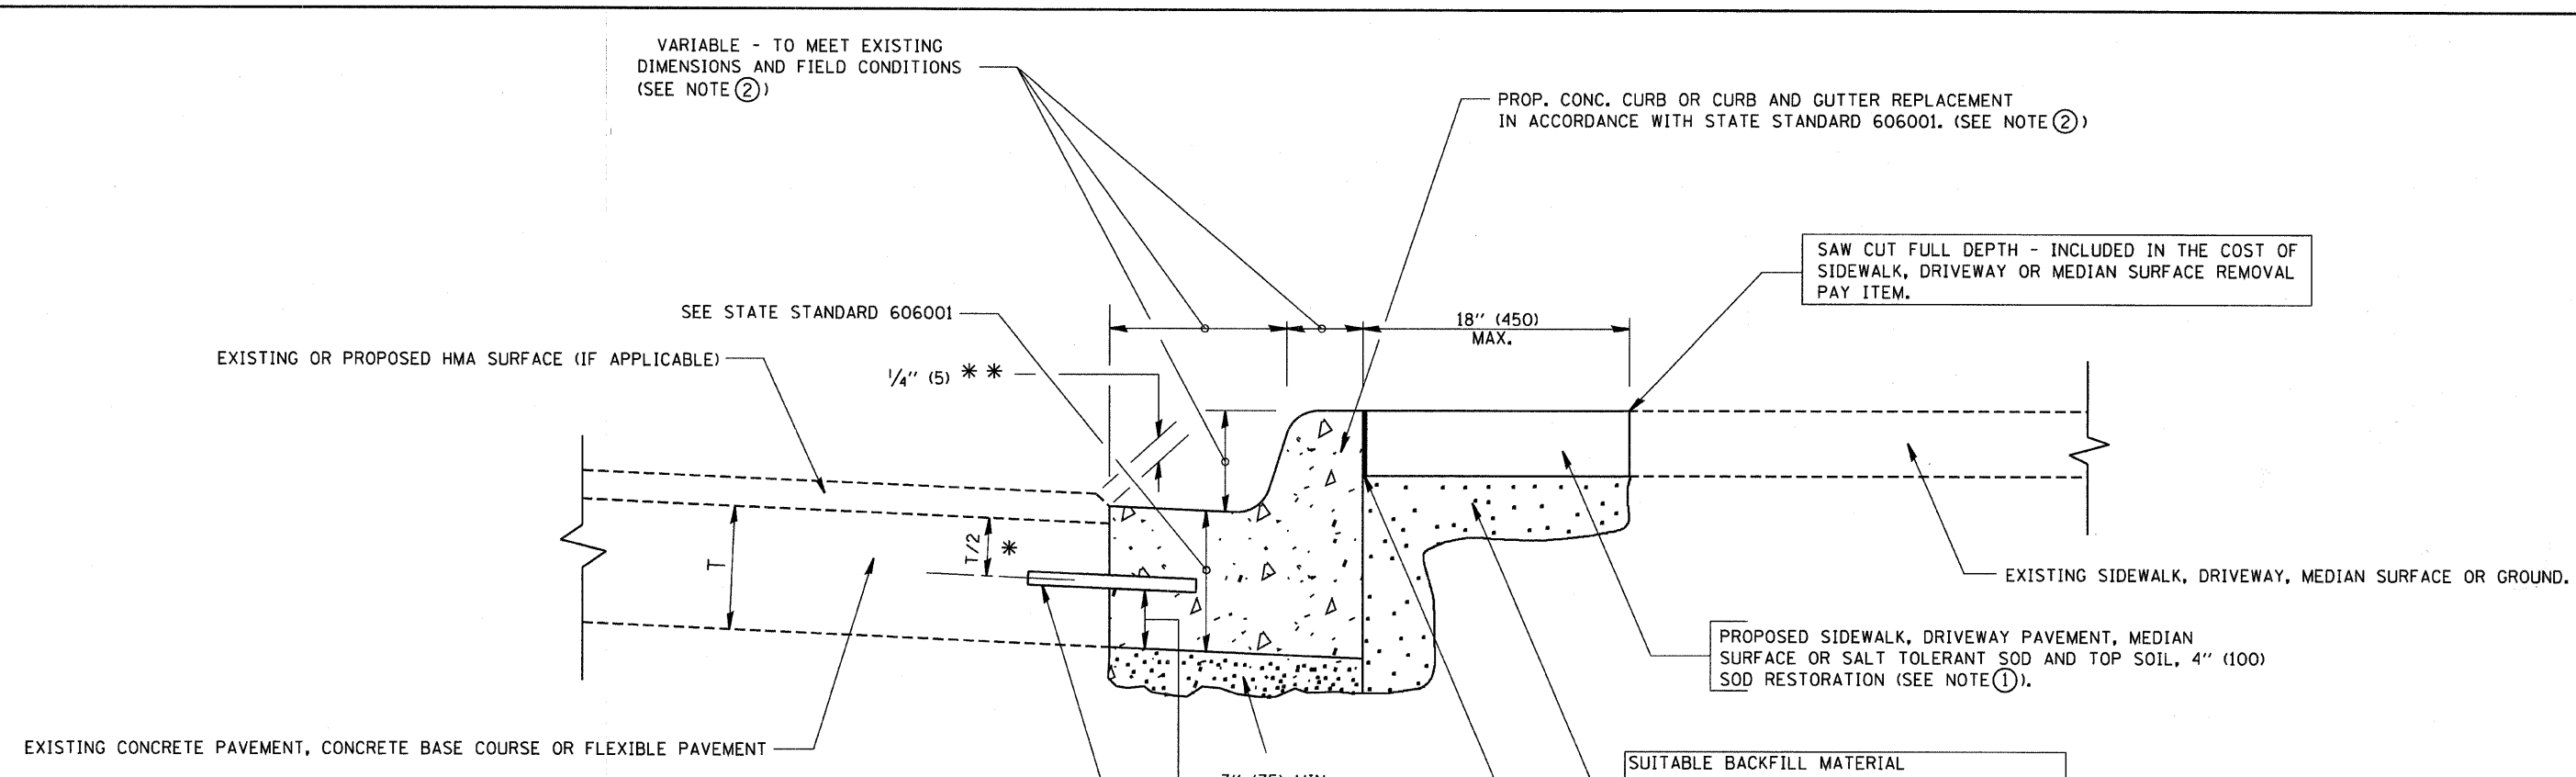 VARIABLE - TO MEET EXISTING
DIMENSIONS AND FIELD CONDITIONS
(SEE NOTE ②)
PROP. CONC. CURB OR CURB AND GUTTER REPLACEMENT
IN ACCORDANCE WITH STATE STANDARD 606001. (SEE NOTE ②)
SAW CUT FULL DEPTH - INCLUDED IN THE COST OF
SIDEWALK, DRIVEWAY OR MEDIAN SURFACE REMOVAL
PAY ITEM.
SEE STATE STANDARD 606001
18'' (450)
MAX.
EXISTING OR PROPOSED HMA SURFACE (IF APPLICABLE)
1/4'' (5) * *
T
T/2 *
EXISTING SIDEWALK, DRIVEWAY, MEDIAN SURFACE OR GROUND.
PROPOSED SIDEWALK, DRIVEWAY PAVEMENT, MEDIAN
SURFACE OR SALT TOLERANT SOD AND TOP SOIL, 4'' (100)
SOD RESTORATION (SEE NOTE ①).
EXISTING CONCRETE PAVEMENT, CONCRETE BASE COURSE OR FLEXIBLE PAVEMENT
SUITABLE BACKFILL MATERIAL